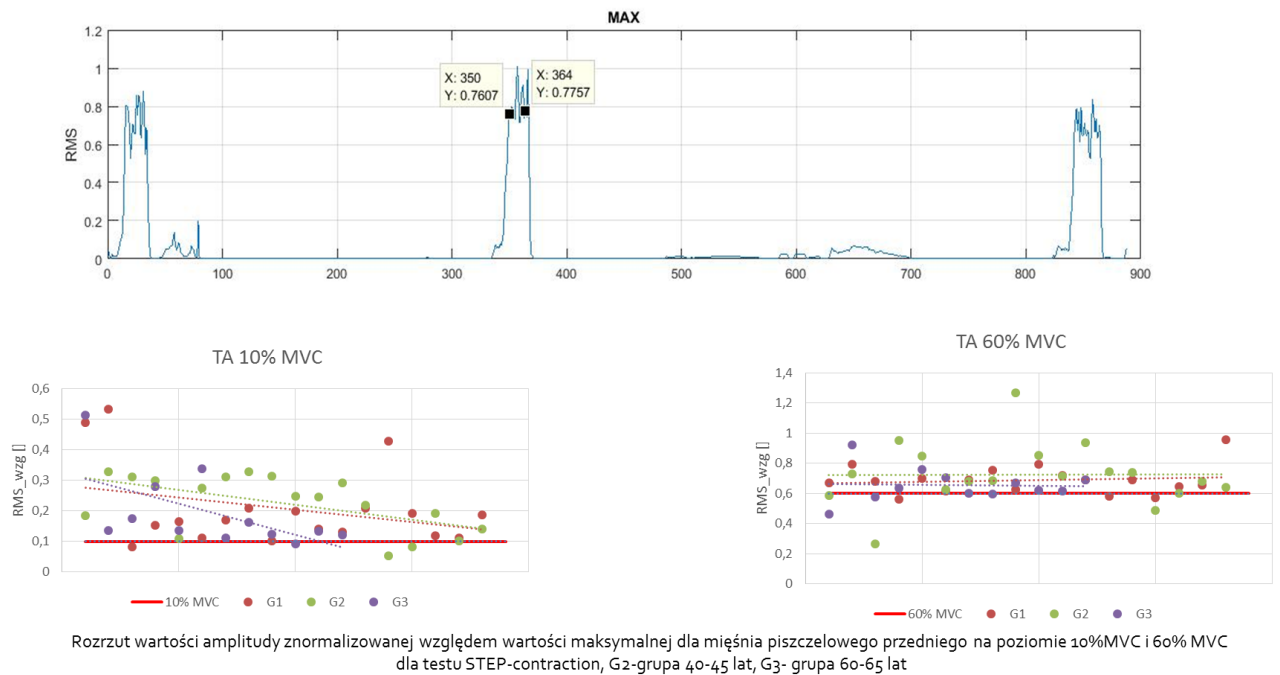 MAX
1.2
1
0.8
0.6
0.4
0.2
0
RMS
X: 350
Y: 0.7607
X: 364
Y: 0.7757
0 100 200 300 400 500 600 700 800 900
TA 10% MVC
0,6
0,5
0,4
0,3
0,2
0,1
0
RMS_wzg []
10% MVC G1 G2 G3
TA 60% MVC
1,4
1,2
1
0,8
0,6
0,4
0,2
0
RMS_wzg []
60% MVC G1 G2 G3
Rozrzut wartości amplitudy znormalizowanej względem wartości maksymalnej dla mięśnia piszczelowego przedniego na poziomie 10%MVC i 60% MVC
dla testu STEP-contraction, G2-grupa 40-45 lat, G3- grupa 60-65 lat